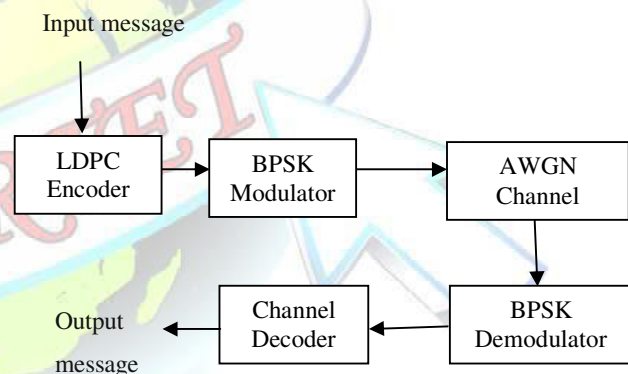 Input message
LDPC
Encoder
BPSK
Modulator
AWGN
Channel
BPSK
Demodulator
Channel
Decoder
Output
message